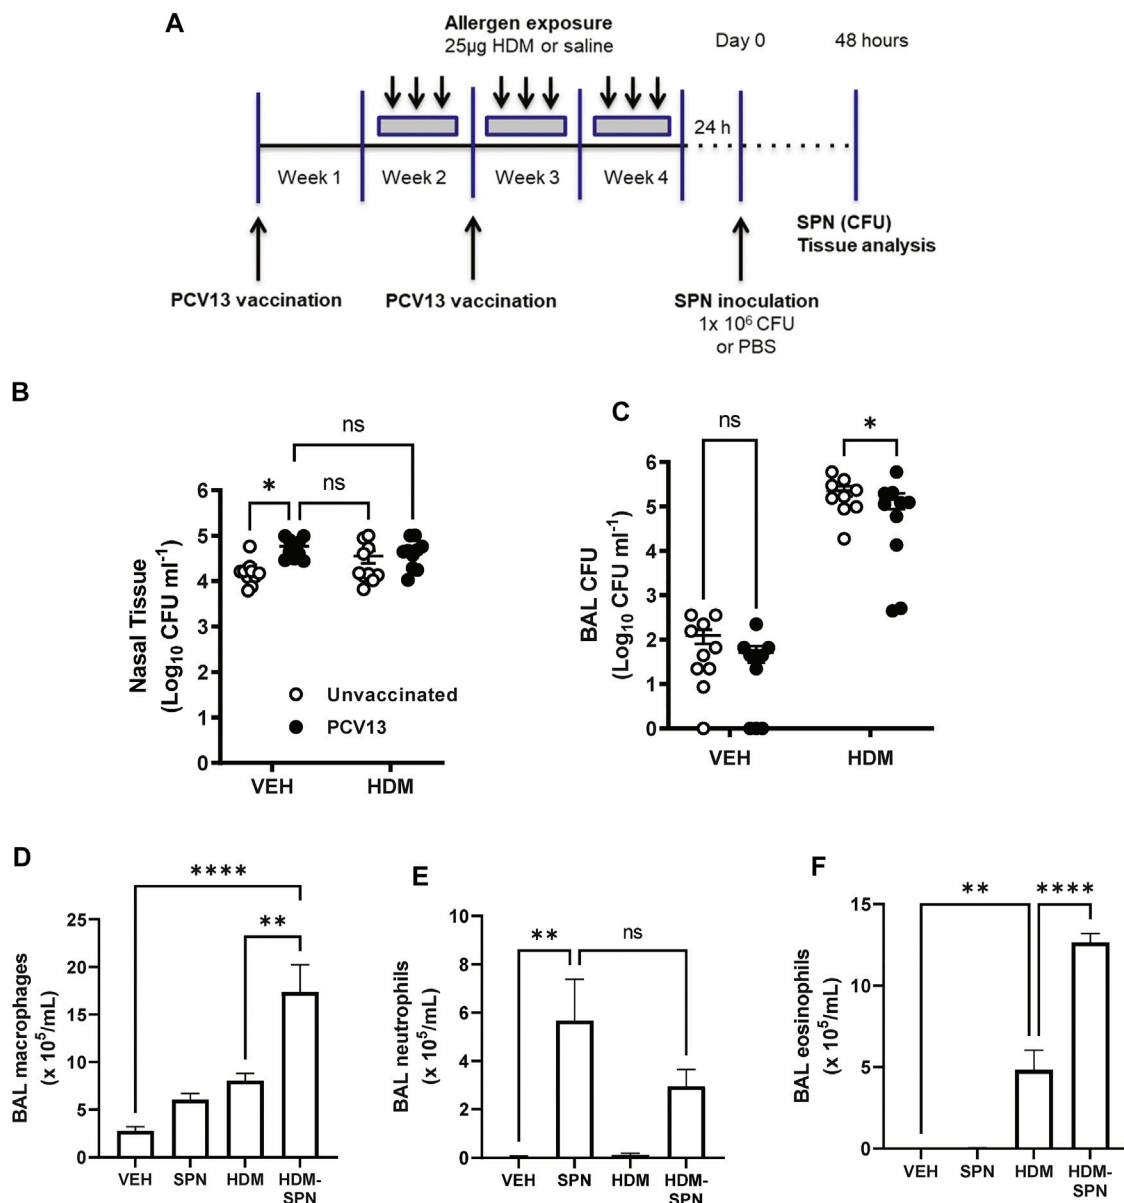 A
Allergen exposure
25µg HDM or saline
Day 0
48 hours
24 h
Week 1
Week 2
Week 3
Week 4
SPN (CFU)
Tissue analysis
PCV13 vaccination
PCV13 vaccination
SPN inoculation
1x 10⁶ CFU
or PBS
B
ns
*
ns
Nasal Tissue
(Log₁₀ CFU ml⁻¹)
6
5
4
3
2
1
0
Unvaccinated
PCV13
VEH
HDM
C
ns
*
BAL CFU
(Log₁₀ CFU ml⁻¹)
6
5
4
3
2
1
0
VEH
HDM
D
****
**
BAL macrophages
(x 10⁵/mL)
25
20
15
10
5
0
VEH
SPN
HDM
HDM-
SPN
E
**
ns
BAL neutrophils
(x 10⁵/mL)
10
8
6
4
2
0
VEH
SPN
HDM
HDM-
SPN
F
**
****
BAL eosinophils
(x 10⁵/mL)
15
10
5
0
VEH
SPN
HDM
HDM-
SPN